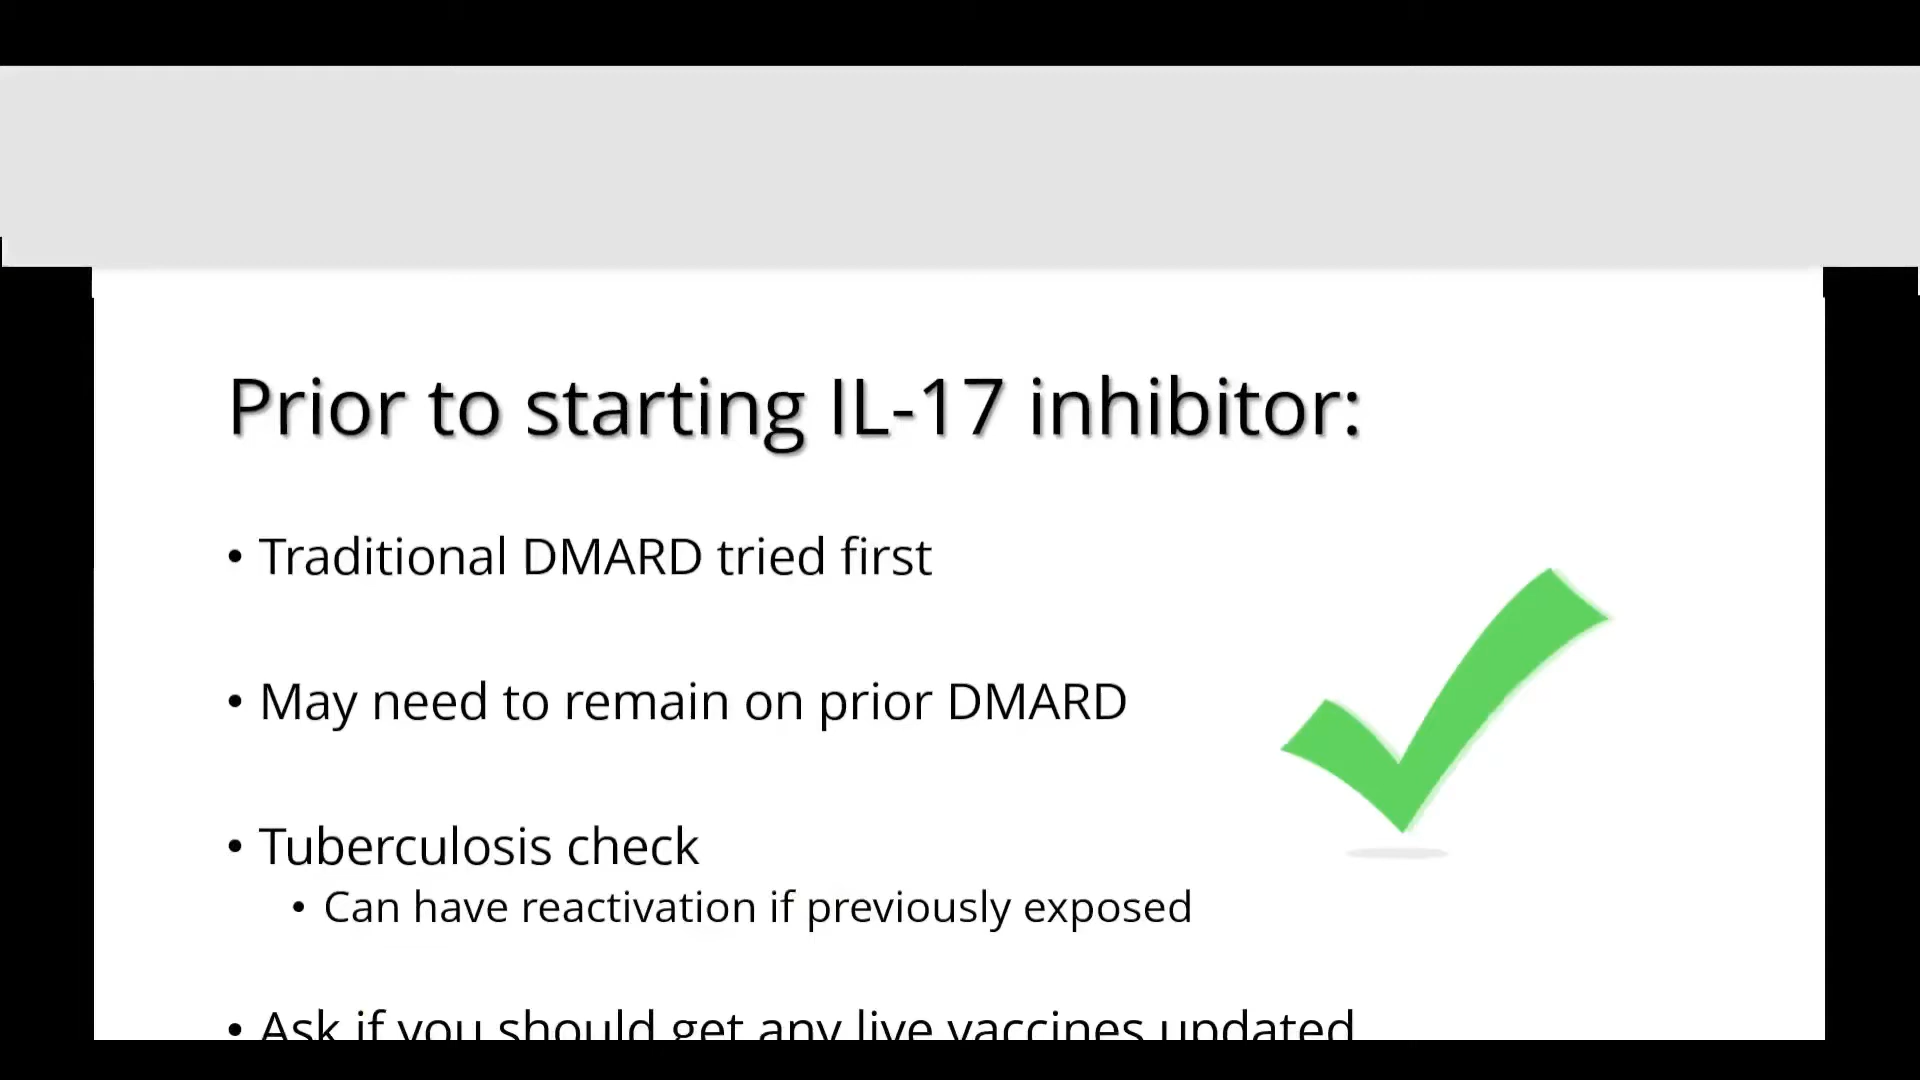 Prior to starting IL-17 inhibitor:
• Traditional DMARD tried first
• May need to remain on prior DMARD
• Tuberculosis check
• Can have reactivation if previously exposed
• Ask if you should get any live vaccines updated